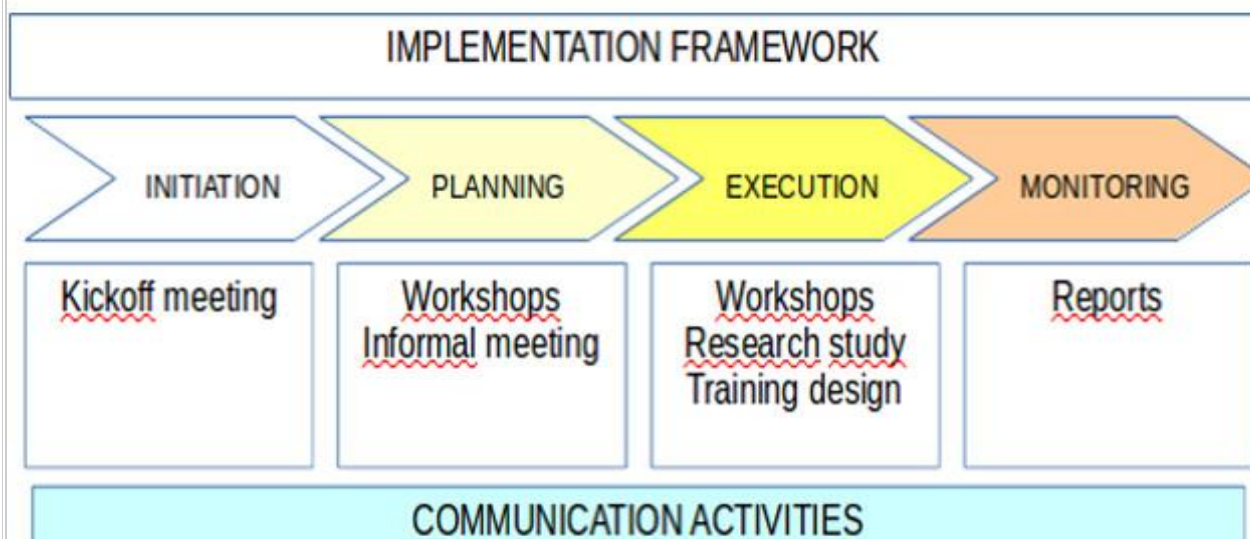 IMPLEMENTATION FRAMEWORK
INITIATION
PLANNING
EXECUTION
MONITORING
Kickoff meeting
Workshops
Informal meeting
Workshops
Research study
Training design
Reports
COMMUNICATION ACTIVITIES